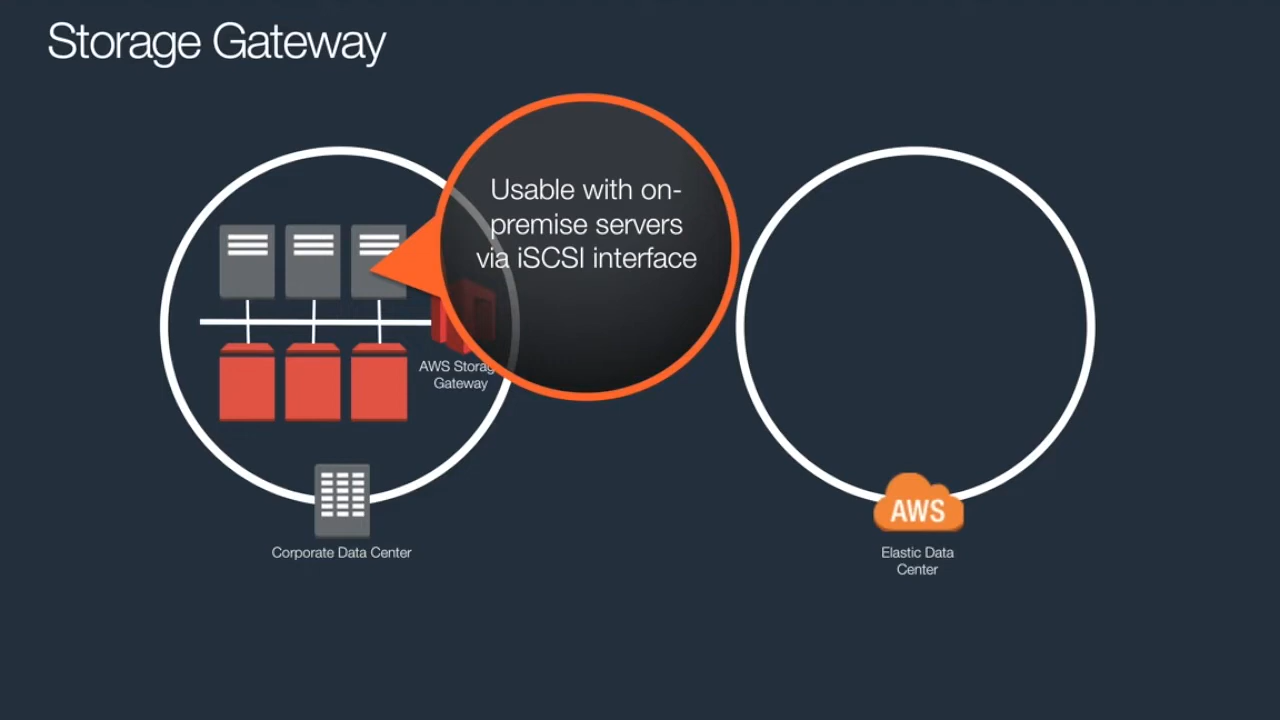 Storage Gateway
Usable with on-
premise servers
via iSCSI interface
AWS Storag
Gateway
Corporate Data Center
AWS
Elastic Data
Center